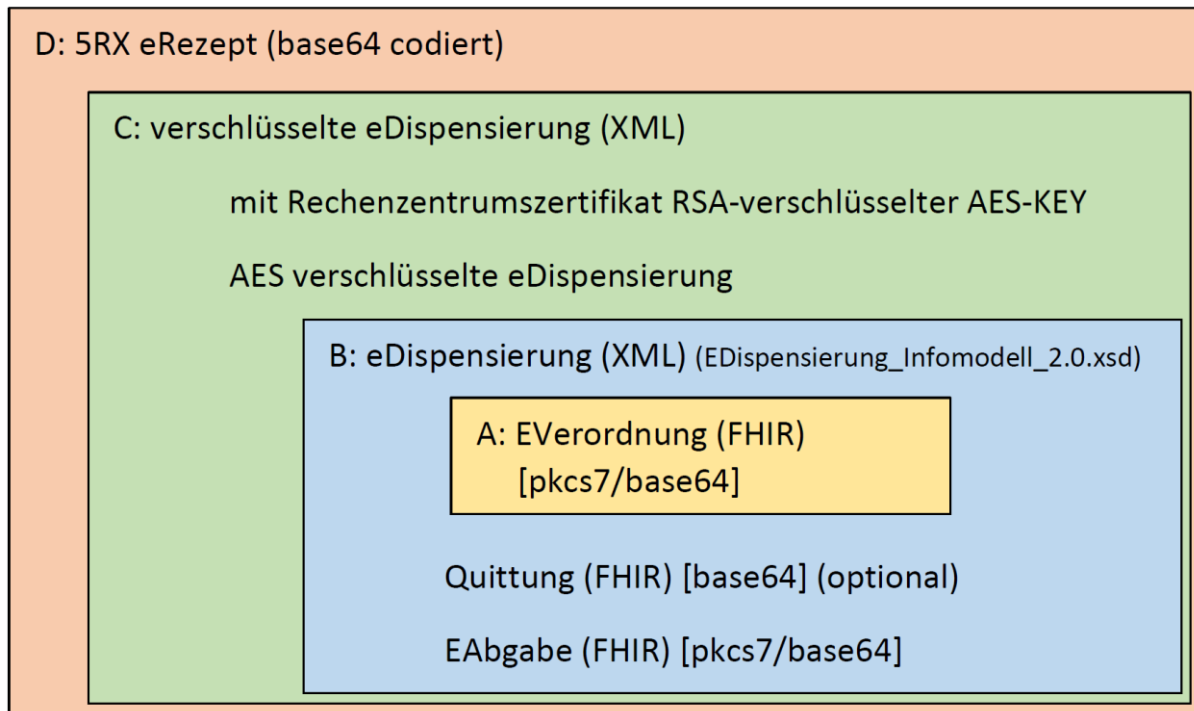 D: 5RX eRezept (base64 codiert)
C: verschlüsselte eDispensierung (XML)
mit Rechenzentrumszertifikat RSA-verschlüsselter AES-KEY
AES verschlüsselte eDispensierung
B: eDispensierung (XML) (EDispensierung_Infomodell_2.0.xsd)
A: EVerordnung (FHIR)
[pkcs7/base64]
Quittung (FHIR) [base64] (optional)
EAbgabe (FHIR) [pkcs7/base64]